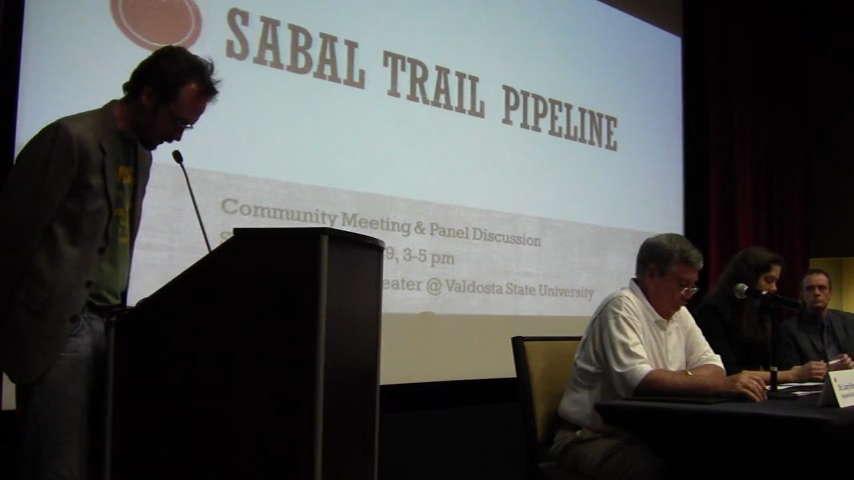 SABAL TRAIL PIPELINE
Community Meeting & Panel Discussion
9, 3-5 pm
eater @ Valdosta State University